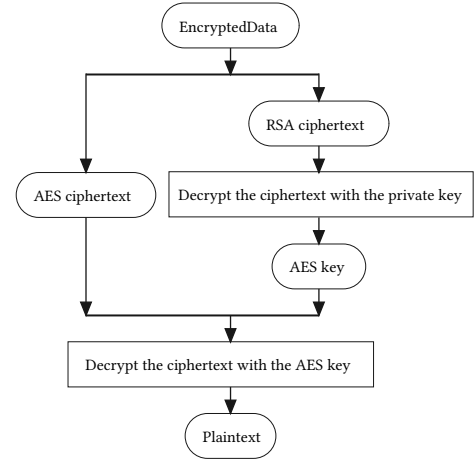 EncryptedData
RSA ciphertext
AES ciphertext
Decrypt the ciphertext with the private key
AES key
Decrypt the ciphertext with the AES key
Plaintext